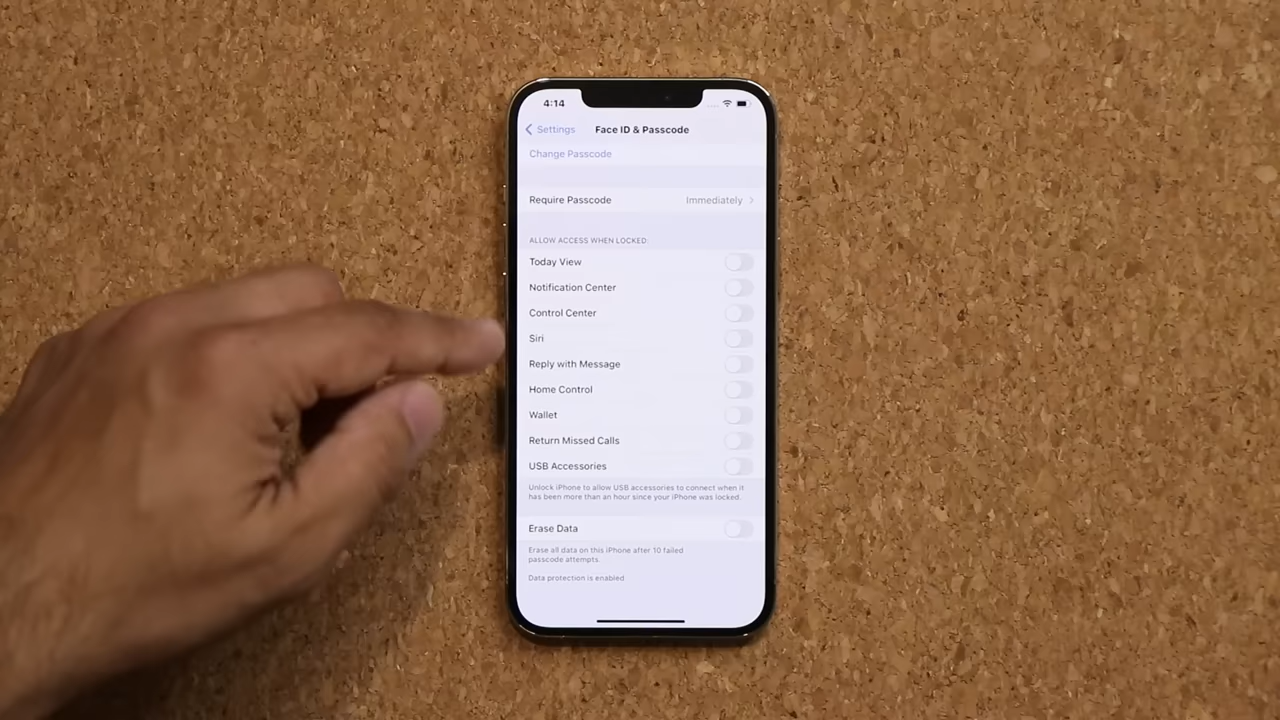 4:14
Settings
Face ID & Passcode
Change Passcode
Require Passcode Immediately
ALLOW ACCESS WHEN LOCKED:
Today View
Notification Center
Control Center
Siri
Reply with Message
Home Control
Wallet
Return Missed Calls
USB Accessories
Unlock iPhone to allow USB accessories to connect when it
has been more than an hour since your iPhone was locked.
Erase Data
Erase all data on this iPhone after 10 failed
passcode attempts.
Data protection is enabled